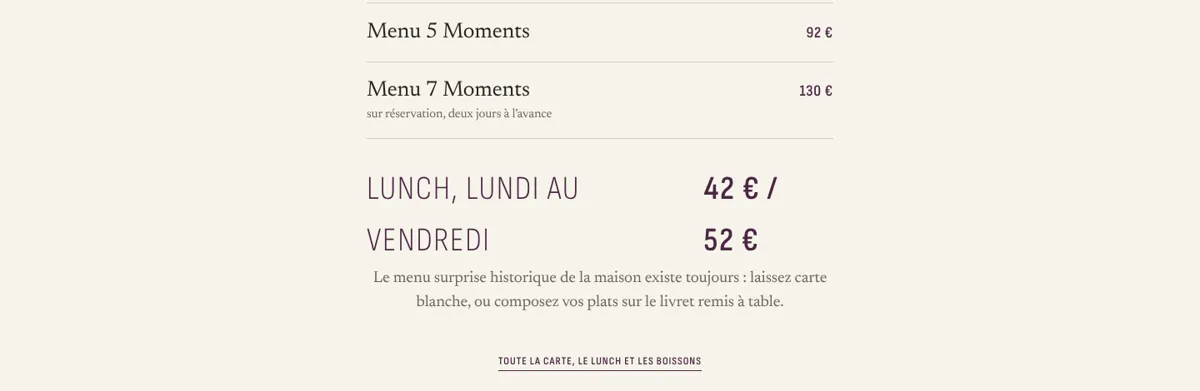 Menu 5 Moments 92 €
Menu 7 Moments 130 €
sur réservation, deux jours à l'avance
LUNCH, LUNDI AU 42 € /
VENDREDI 52 €
Le menu surprise historique de la maison existe toujours : laissez carte
blanche, ou composez vos plats sur le livret remis à table.
TOUTE LA CARTE, LE LUNCH ET LES BOISSONS